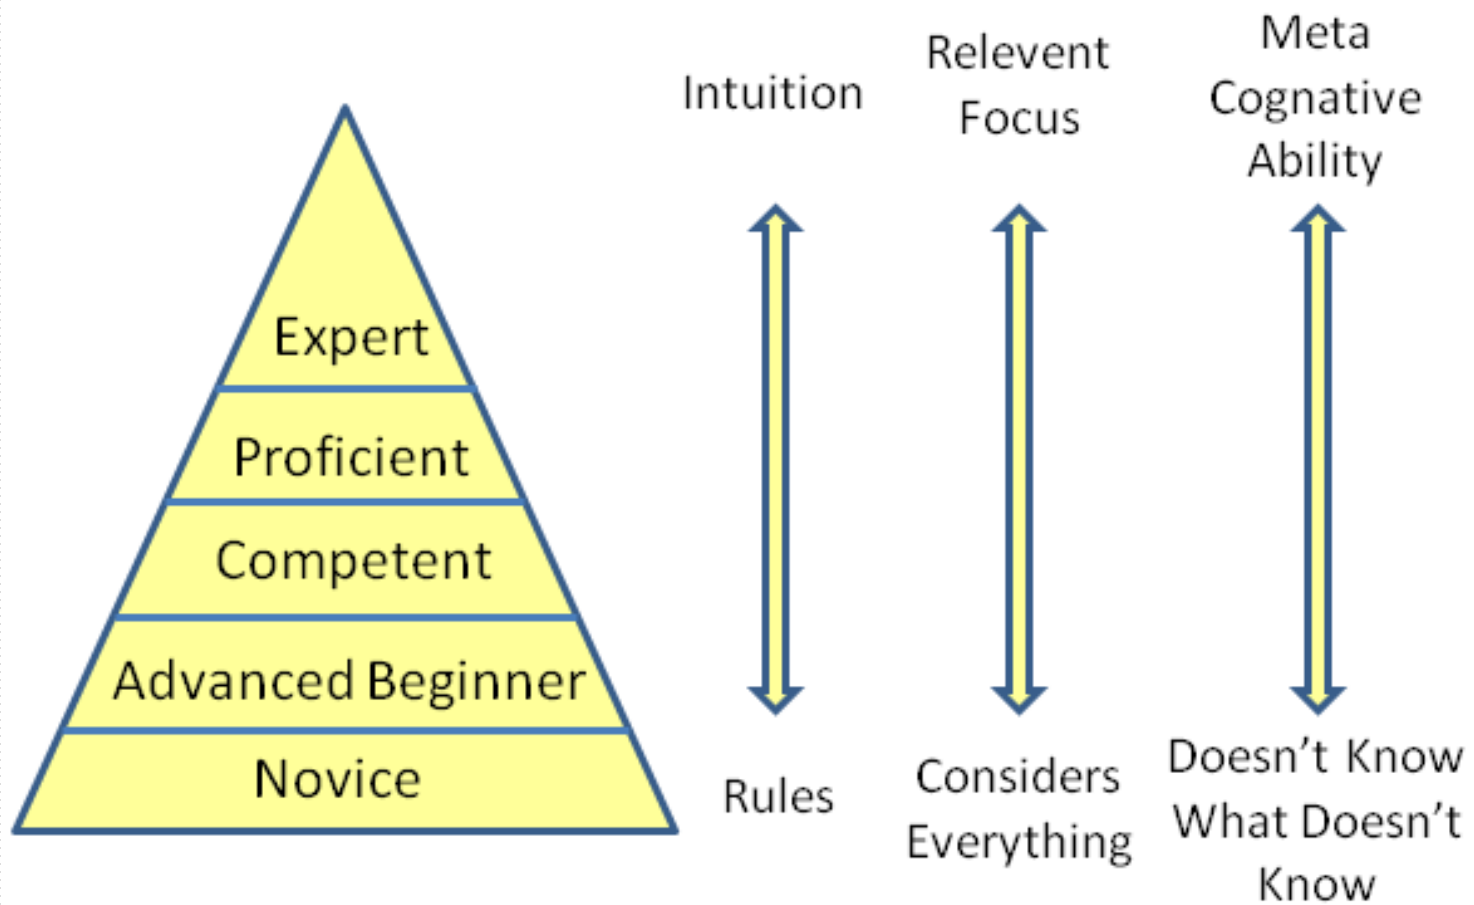 Expert
Proficient
Competent
Advanced Beginner
Novice
Intuition
Rules
Relevent
Focus
Considers
Everything
Meta
Cognative
Ability
Doesn't Know
What Doesn't
Know